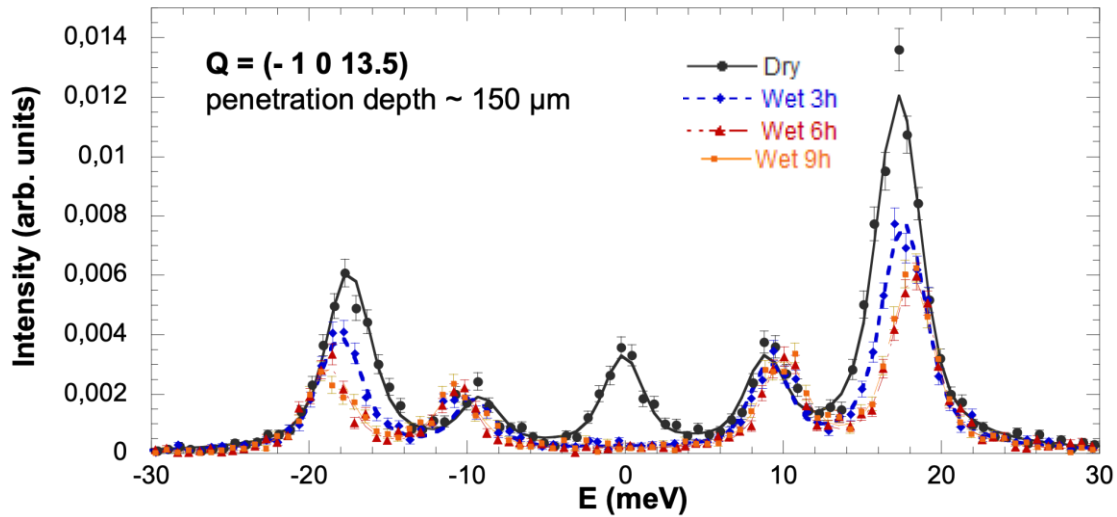 0,014
0,012
0,01
0,008
0,006
0,004
0,002
0
Intensity (arb. units)
Q = (- 1 0 13.5)
penetration depth ~ 150 µm
Dry
Wet 3h
Wet 6h
Wet 9h
-30
-20
-10
0
10
20
30
E (meV)